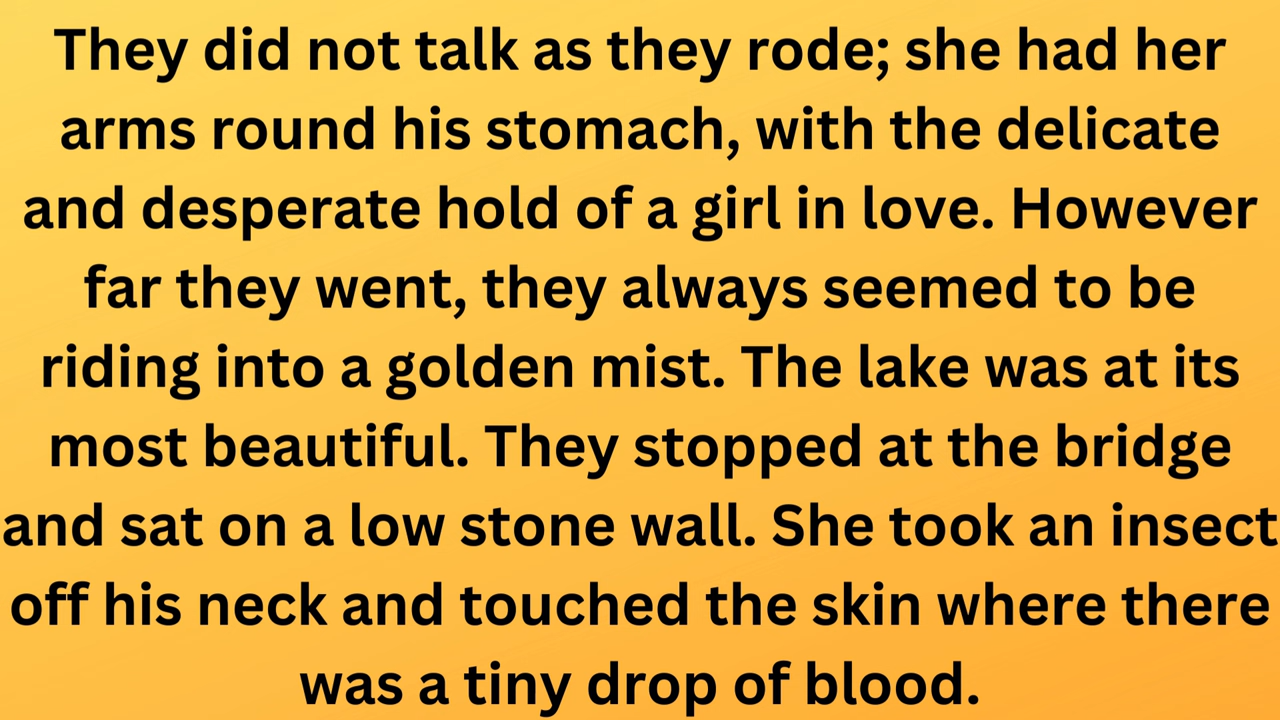 They did not talk as they rode; she had her
arms round his stomach, with the delicate
and desperate hold of a girl in love. However
far they went, they always seemed to be
riding into a golden mist. The lake was at its
most beautiful. They stopped at the bridge
and sat on a low stone wall. She took an insect
off his neck and touched the skin where there
was a tiny drop of blood.